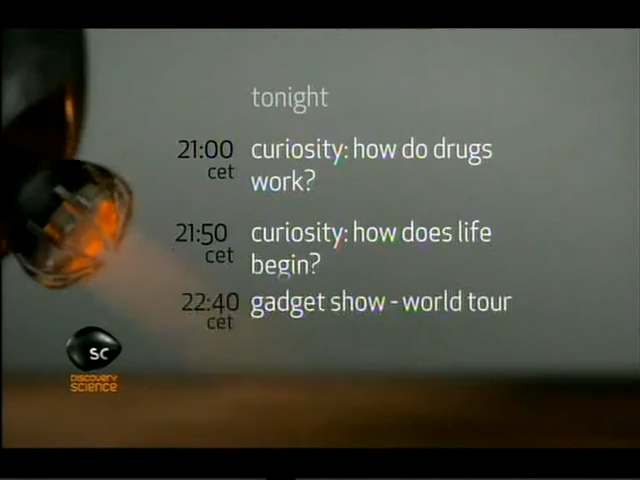 tonight
21:00 curiosity: how do drugs
cet work?
21:50 curiosity: how does life
cet begin?
22:40 gadget show - world tour
cet
SC
DISCOVERY
SCIENCE